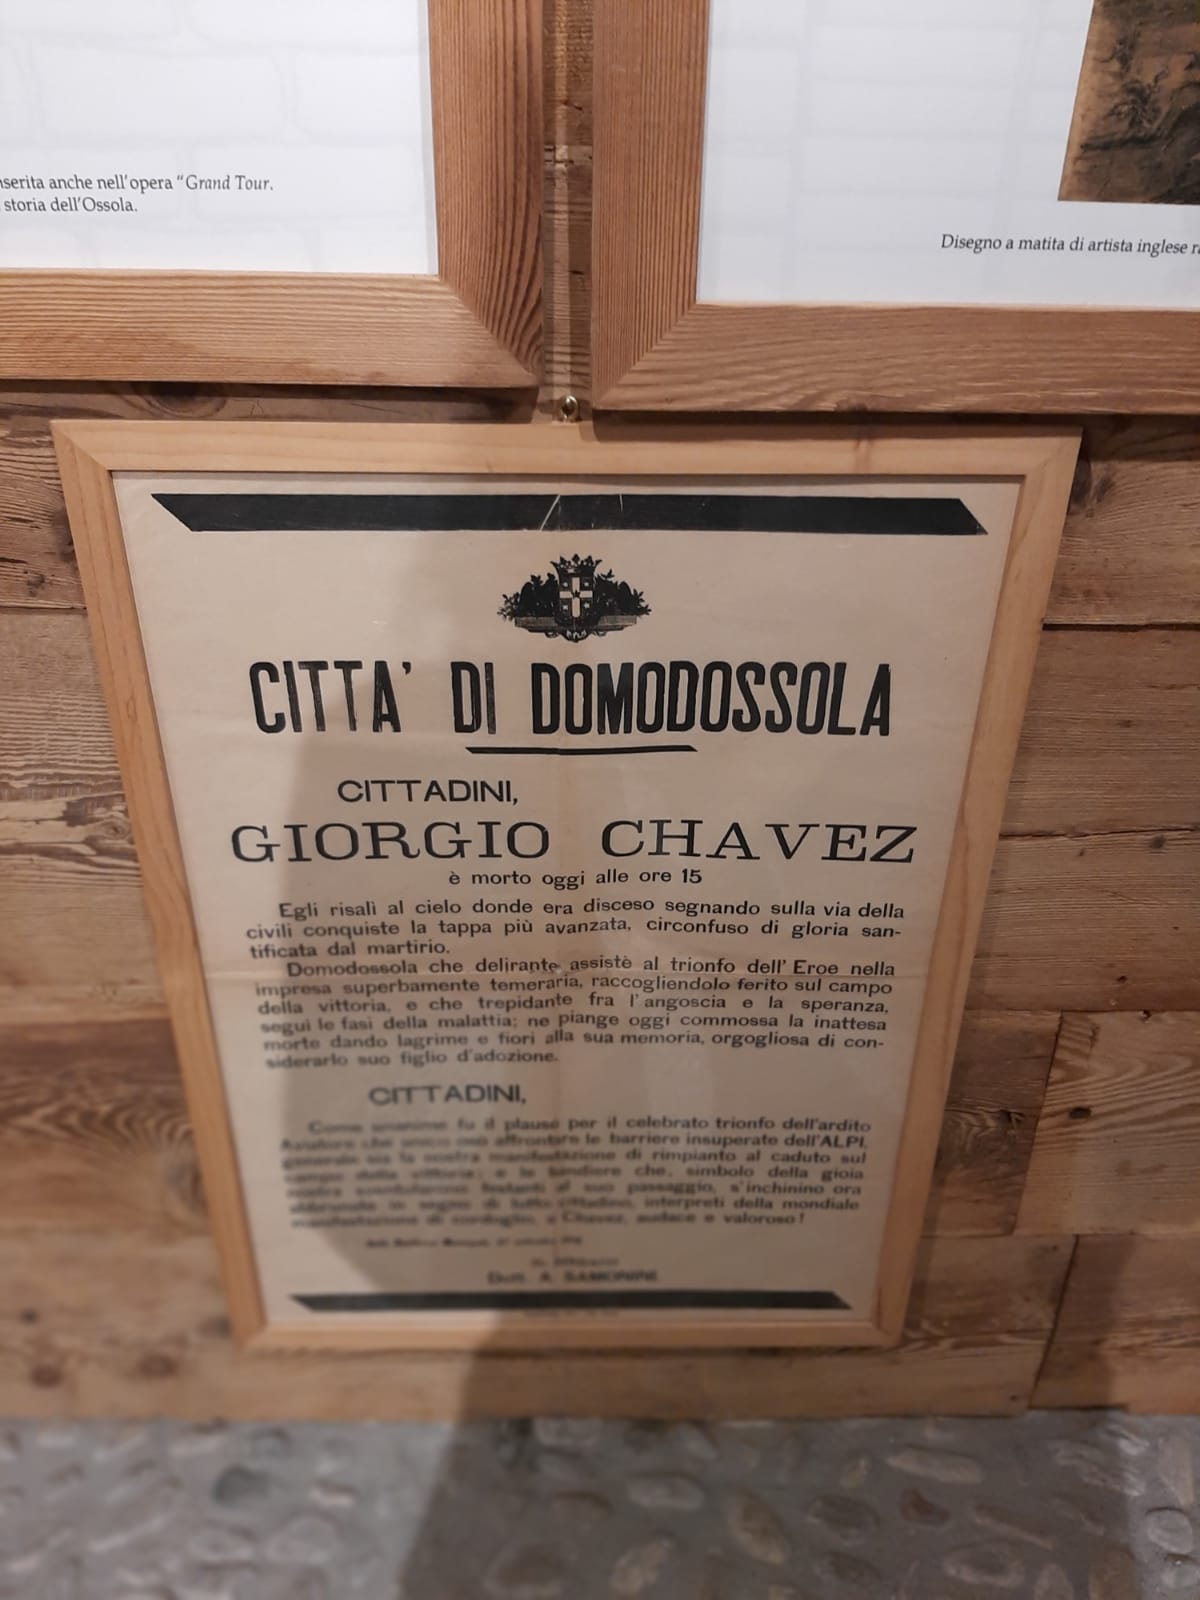 nserita anche nell'opera "Grand Tour.
storia dell'Ossola.
Disegno a matita di artista inglese
CITTA' DI DOMODOSSOLA
CITTADINI,
GIORGIO CHAVEZ
è morto oggi alle ore 15
Egli risalì al cielo donde era disceso segnando sulla via della
civili conquiste la tappa più avanzata, circonfuso di gloria san-
tificata dal martirio.
Domodossola che delirante assistè al trionfo dell' Eroe nella
impresa superbamente temeraria, raccogliendolo ferito sul campo
della vittoria, e che trepidante fra l'angoscia e la speranza,
seguì le fasi della malattia; ne piange oggi commossa la inattesa
morte dando lagrime e fiori alla sua memoria, orgogliosa di con-
siderarlo suo figlio d'adozione.
CITTADINI,
Come unanime fu il plauso per il celebrato trionfo dell'ardito
Aviatore che unico osò affrontare le barriere insuperate dell'ALPI,
generale sia la nostra manifestazione di rimpianto al caduto sul
campo della vittoria; e le bandiere che, simbolo della gioia
nostra sventolarono festanti al suo passaggio, s'inchinino ora
abbrunate in segno di lutto cittadino, interpreti della mondiale
manifestazione di cordoglio, a Chavez, audace e valoroso!
IL SINDACO
Dott. A. SAMONINI